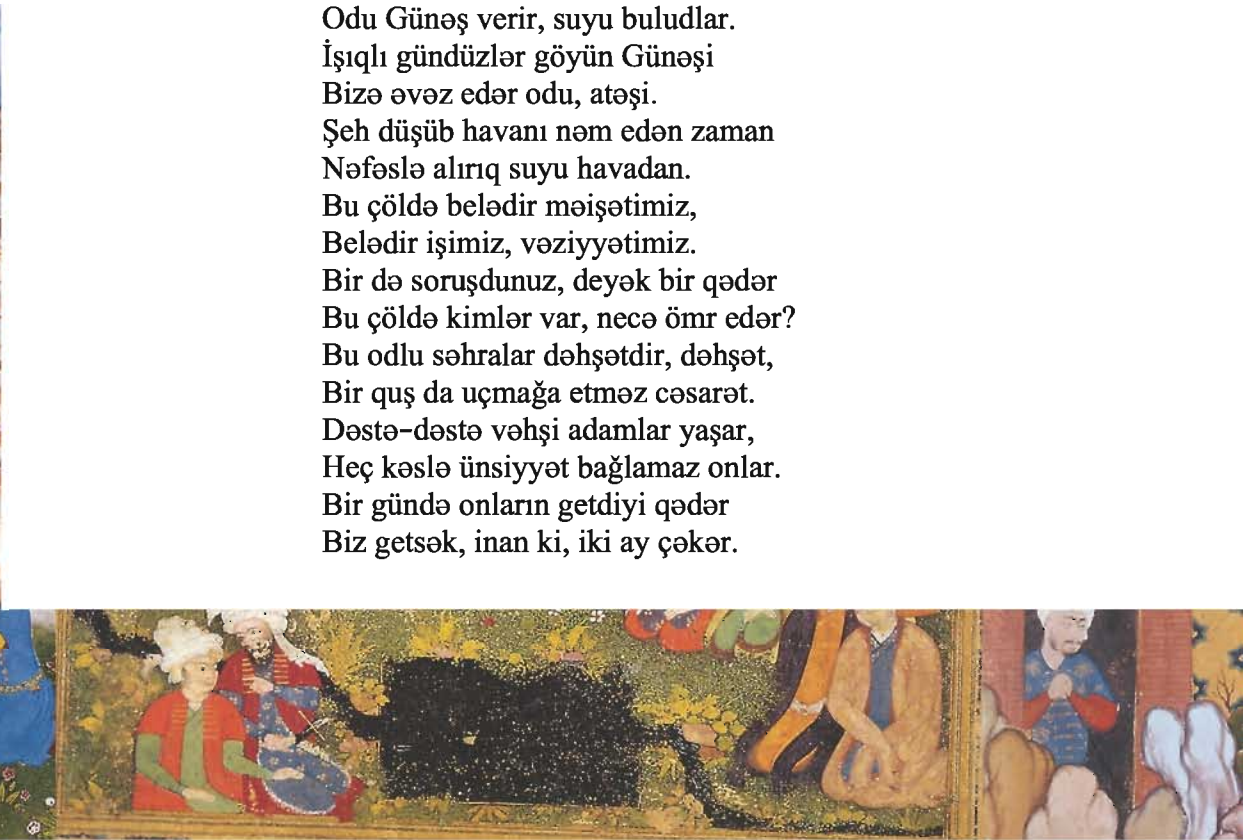 Odu Günəş verir, suyu buludlar.
İşıqlı gündüzlər göyün Günəşi
Bizə əvəz edər odu, atəşi.
Şeh düşüb havanı nəm edən zaman
Nəfəslə alırıq suyu havadan.
Bu çöldə belədir məişətimiz,
Belədir işimiz, vəziyyətimiz.
Bir də soruşdunuz, deyək bir qədər
Bu çöldə kimlər var, necə ömr edər?
Bu odlu səhralar dəhşətdir, dəhşət,
Bir quş da uçmağa etməz cəsarət.
Dəstə-dəstə vəhşi adamlar yaşar,
Heç kəslə ünsiyyət bağlamaz onlar.
Bir gündə onların getdiyi qədər
Biz getsək, inan ki, iki ay çəkər.